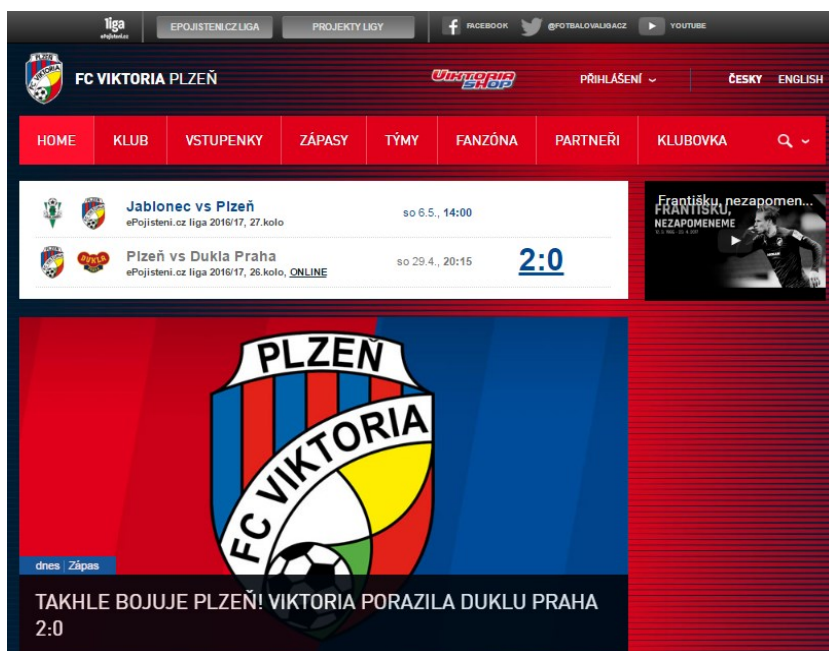 liga
EPOJISTENI.CZ LIGA
PROJEKTY LIGY
FACEBOOK
@FOTBALOVALIGACZ
YOUTUBE
FC VIKTORIA PLZEŇ
VIKTORIA
SHOP
PŘIHLÁŠENÍ
ČESKY ENGLISH
HOME KLUB VSTUPENKY ZÁPASY TÝMY FANZÓNA PARTNEŘI KLUBOVKA
Jablonec vs Plzeň
ePojisteni.cz liga 2016/17, 27.kolo
so 6.5., 14:00
Plzeň vs Dukla Praha
ePojisteni.cz liga 2016/17, 26.kolo, ONLINE
so 29.4., 20:15
2:0
DUKLA
Františku, nezapomen...
FRANTIŠKU,
NEZAPOMENEME
PLZEŇ
FC VIKTORIA
dnes Zápas
TAKHLE BOJUJE PLZEŇ! VIKTORIA PORAZILA DUKLU PRAHA
2:0